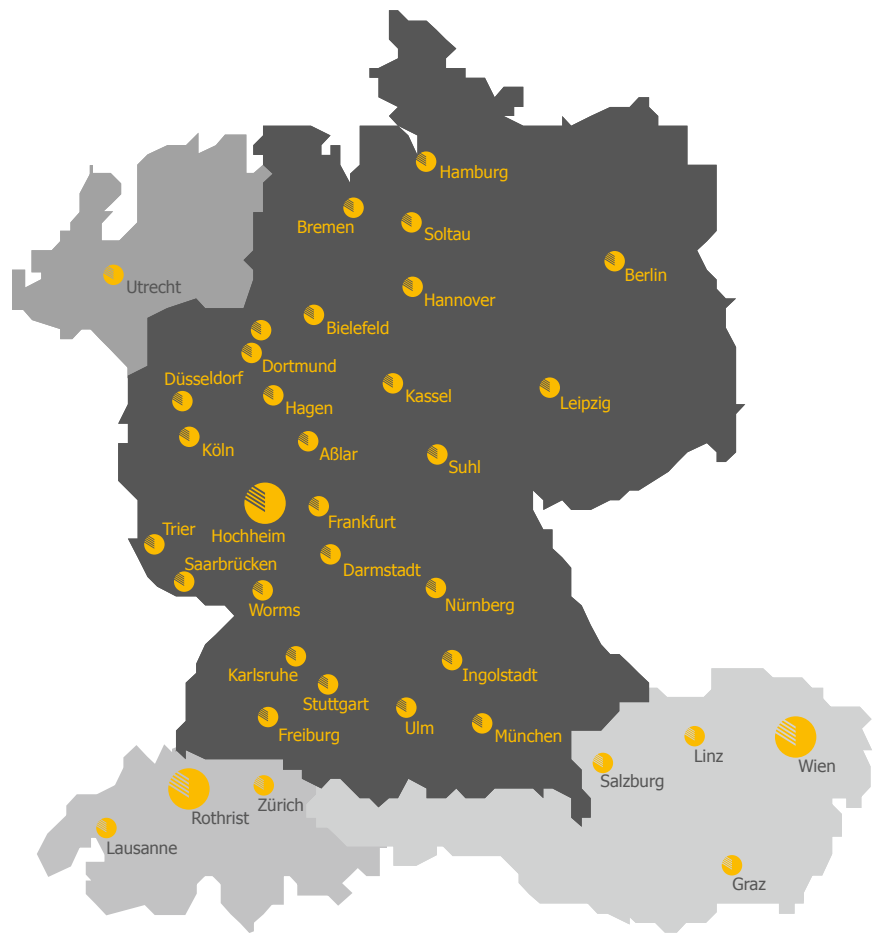 Hamburg
Bremen
Soltau
Berlin
Utrecht
Hannover
Bielefeld
Dortmund
Düsseldorf
Kassel
Leipzig
Hagen
Köln
Aßlar
Suhl
Frankfurt
Trier
Hochheim
Saarbrücken
Darmstadt
Worms
Nürnberg
Karlsruhe
Ingolstadt
Stuttgart
Ulm
Freiburg
München
Linz
Wien
Salzburg
Zürich
Rothrist
Lausanne
Graz